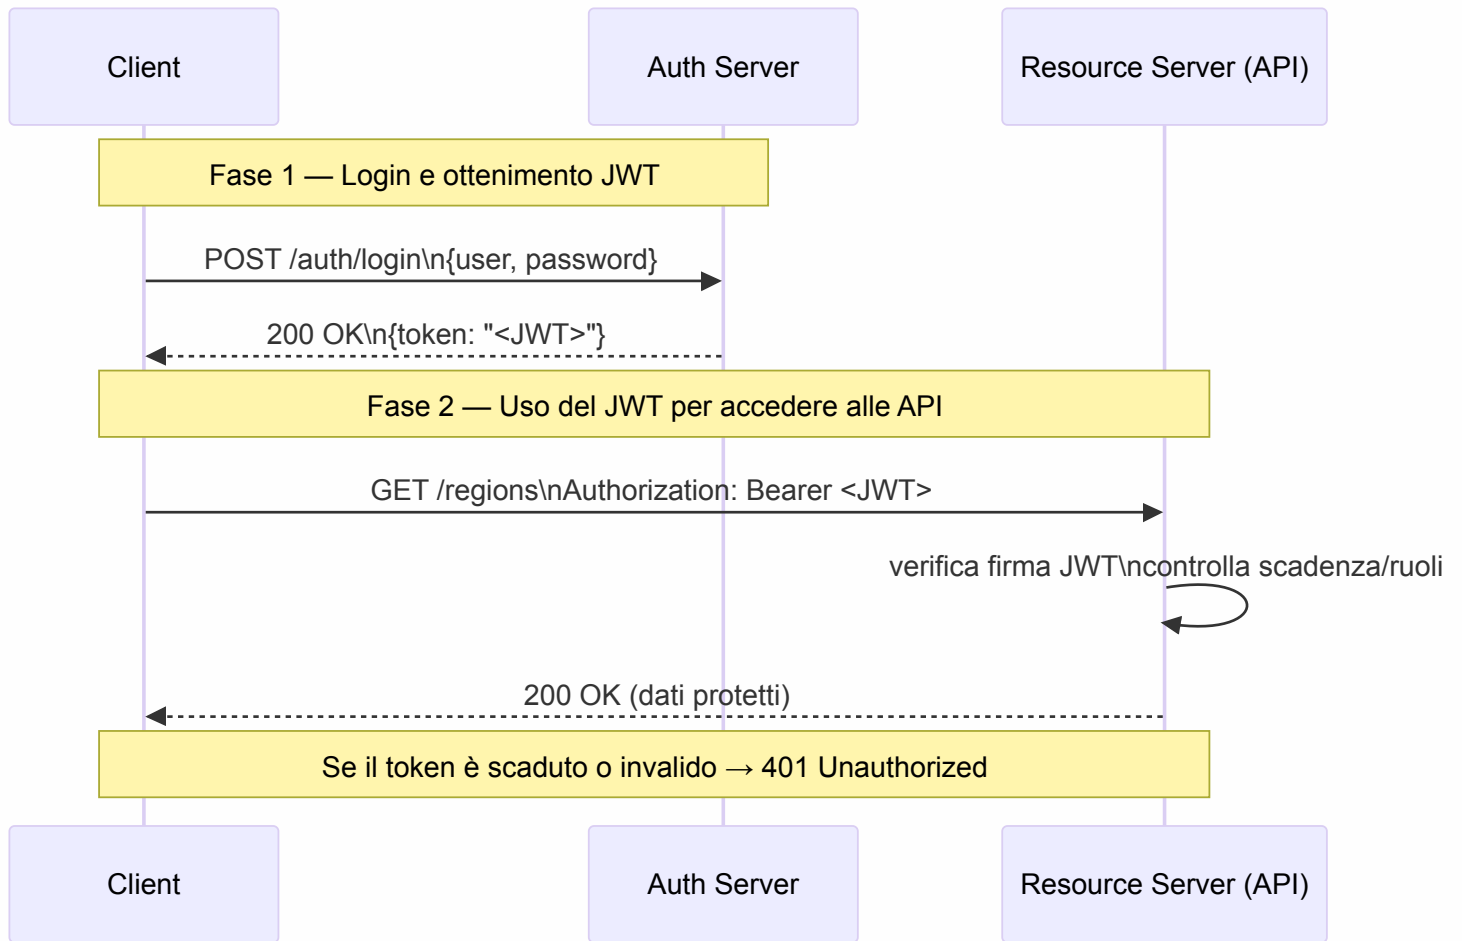 Client
Auth Server
Resource Server (API)
Fase 1 — Login e ottenimento JWT
POST /auth/login\n{user, password}
200 OK\n{token: "<JWT>"}
Fase 2 — Uso del JWT per accedere alle API
GET /regions\nAuthorization: Bearer <JWT>
verifica firma JWT\ncontrolla scadenza/ruoli
200 OK (dati protetti)
Se il token è scaduto o invalido → 401 Unauthorized
Client
Auth Server
Resource Server (API)